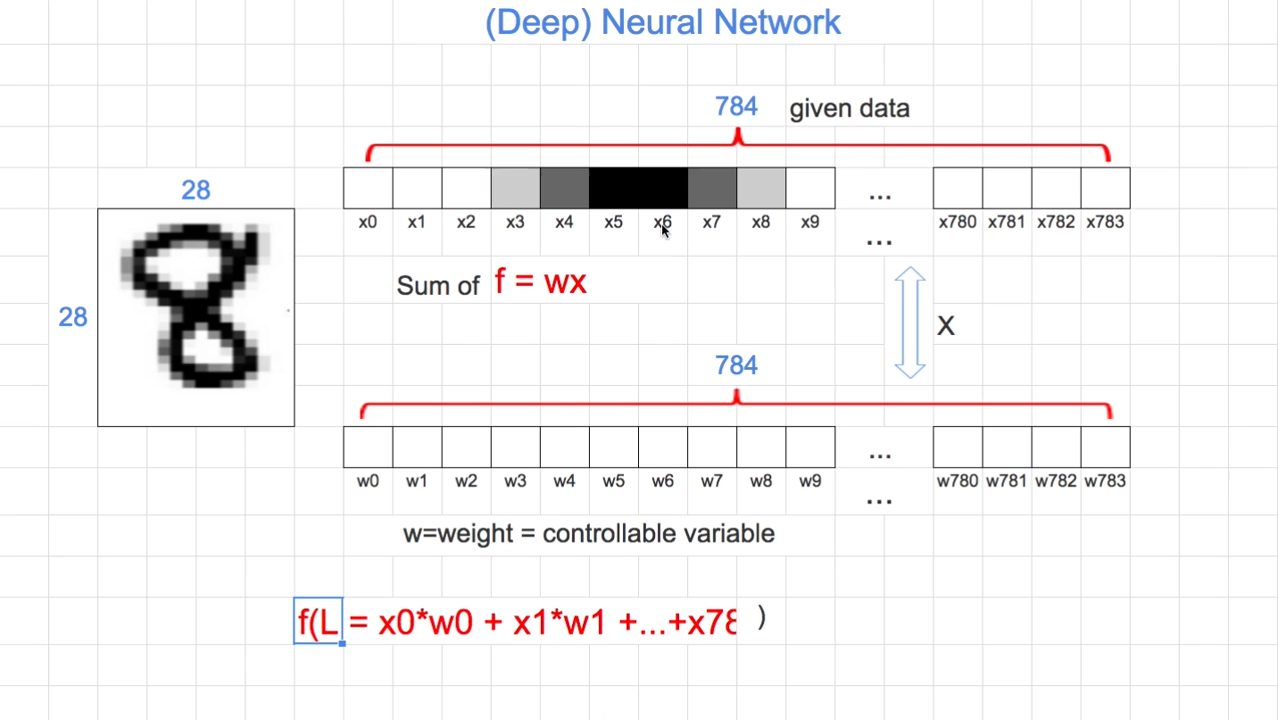 (Deep) Neural Network
784 given data
28
...
x0 x1 x2 x3 x4 x5 x6 x7 x8 x9 x780 x781 x782 x783
...
Sum of f = wx
28
X
784
...
w0 w1 w2 w3 w4 w5 w6 w7 w8 w9 w780 w781 w782 w783
...
w=weight = controllable variable
f(L = x0*w0 + x1*w1 +...+x78 )